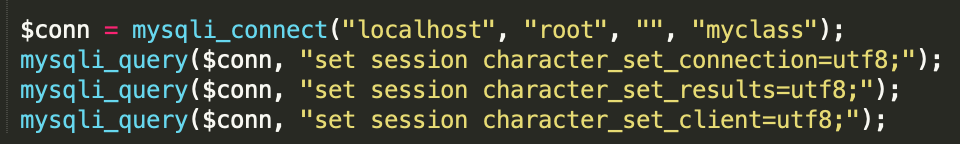 $conn = mysqli_connect("localhost", "root", "", "myclass");
mysqli_query($conn, "set session character_set_connection=utf8;");
mysqli_query($conn, "set session character_set_results=utf8;");
mysqli_query($conn, "set session character_set_client=utf8;");